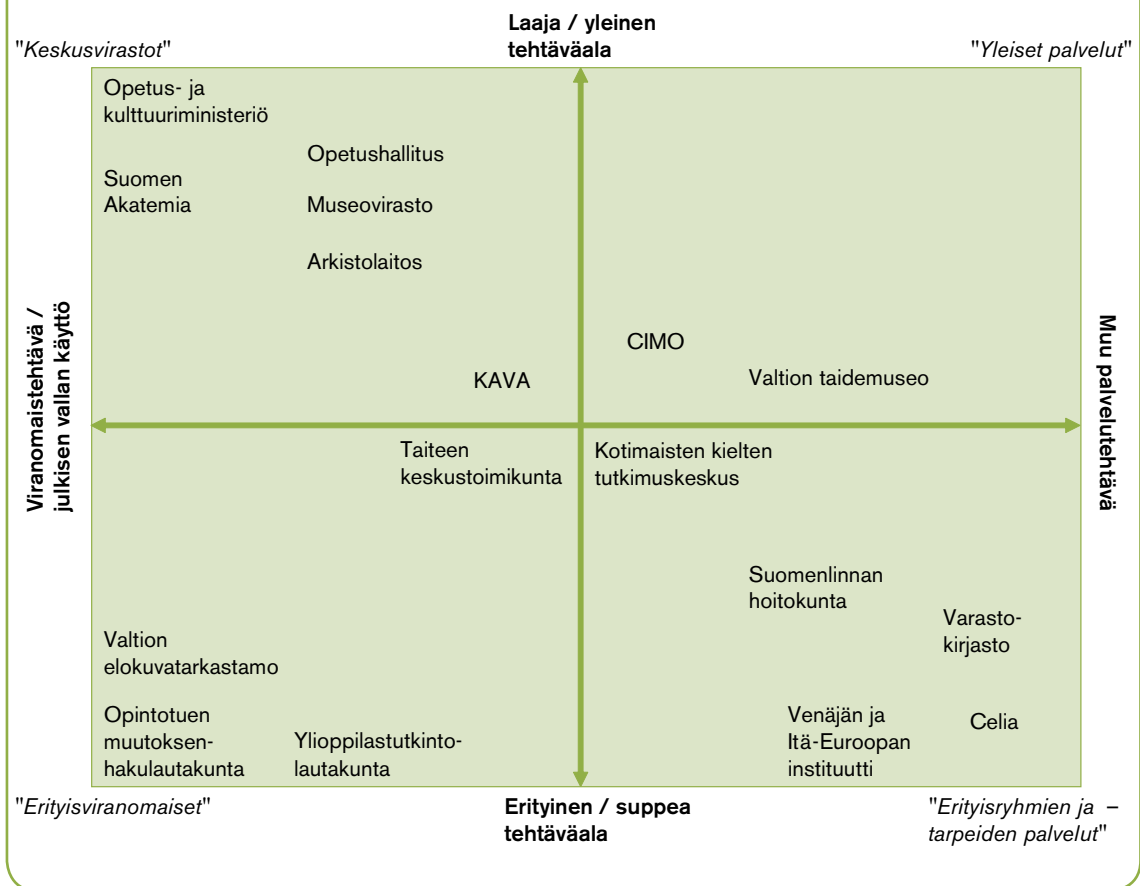 Laaja / yleinen
tehtäväala
"Keskusvirastot"
"Yleiset palvelut"
Opetus- ja
kulttuuriministeriö
Opetushallitus
Suomen
Akatemia
Museovirasto
Arkistolaitos
Viranomaistehtävä /
julkisen vallan käyttö
Muu palvelutehtävä
CIMO
KAVA
Valtion taidemuseo
Taiteen
keskustoimikunta
Kotimaisten kielten
tutkimuskeskus
Suomenlinnan
hoitokunta
Varasto-
kirjasto
Valtion
elokuvatarkastamo
Opintotuen
muutoksen-
hakulautakunta
Ylioppilastutkinto-
lautakunta
Venäjän ja
Itä-Euroopan
instituutti
Celia
"Erityisviranomaiset"
Erityinen / suppea
tehtäväala
"Erityisryhmien ja –
tarpeiden palvelut"